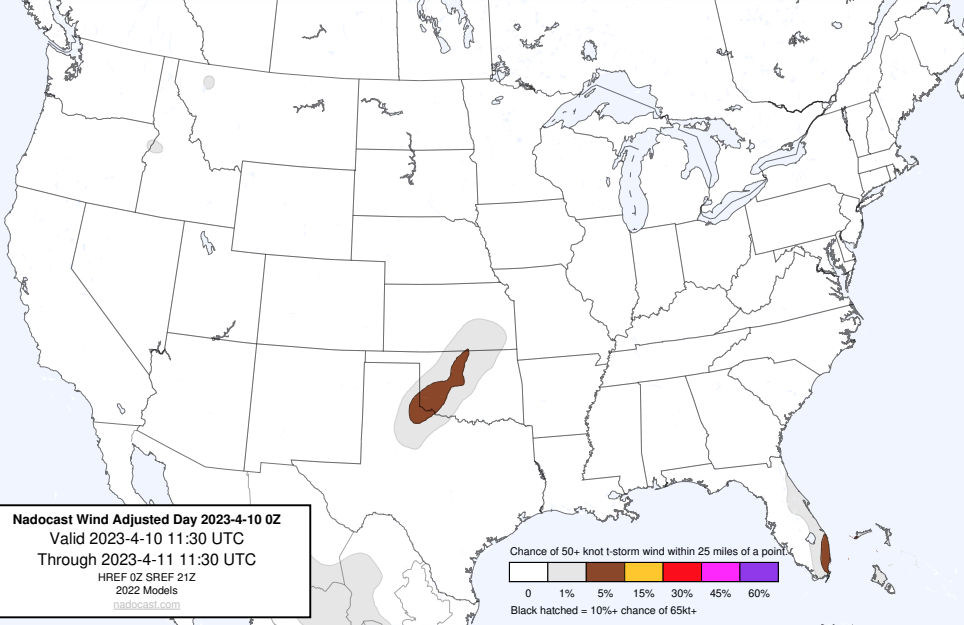 Nadocast Wind Adjusted Day 2023-4-10 0Z
Valid 2023-4-10 11:30 UTC
Through 2023-4-11 11:30 UTC
HREF 0Z SREF 21Z
2022 Models
nadocast.com
Chance of 50+ knot t-storm wind within 25 miles of a point.
0 1% 5% 15% 30% 45% 60%
Black hatched = 10%+ chance of 65kt+